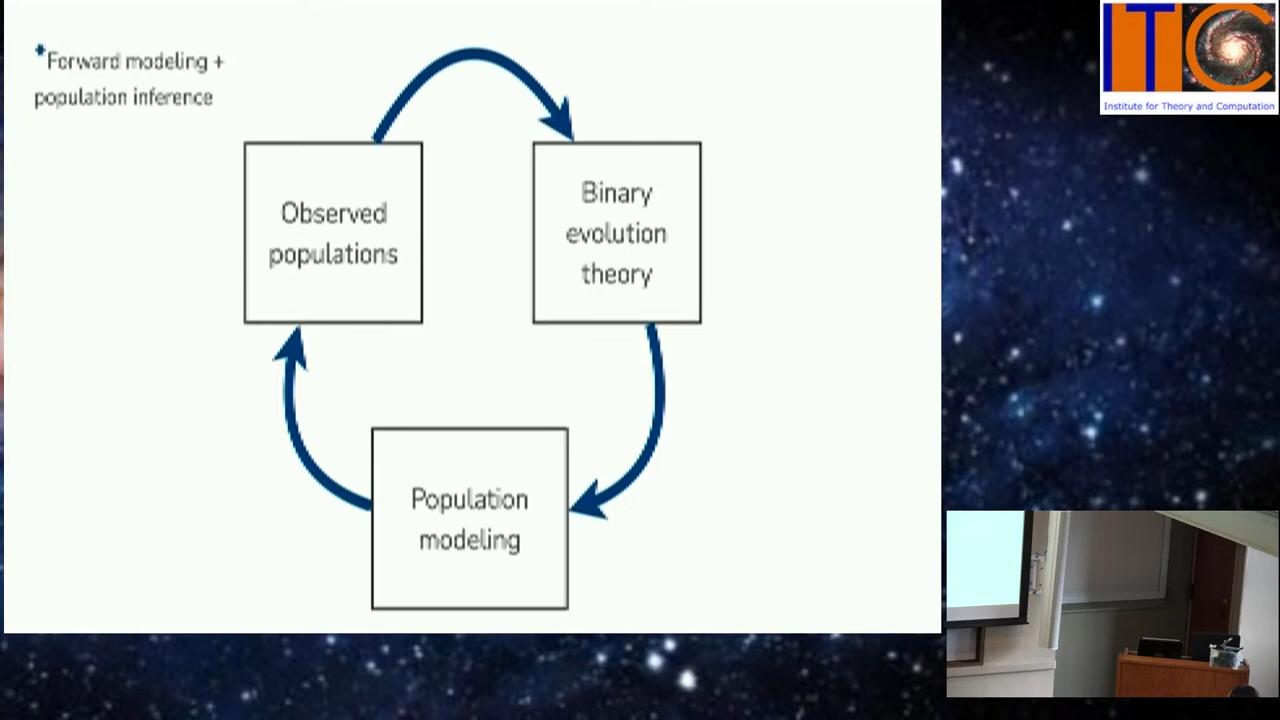 *Forward modeling +
population inference
Observed
populations
Binary
evolution
theory
Population
modeling
ITC
Institute for Theory and Computation